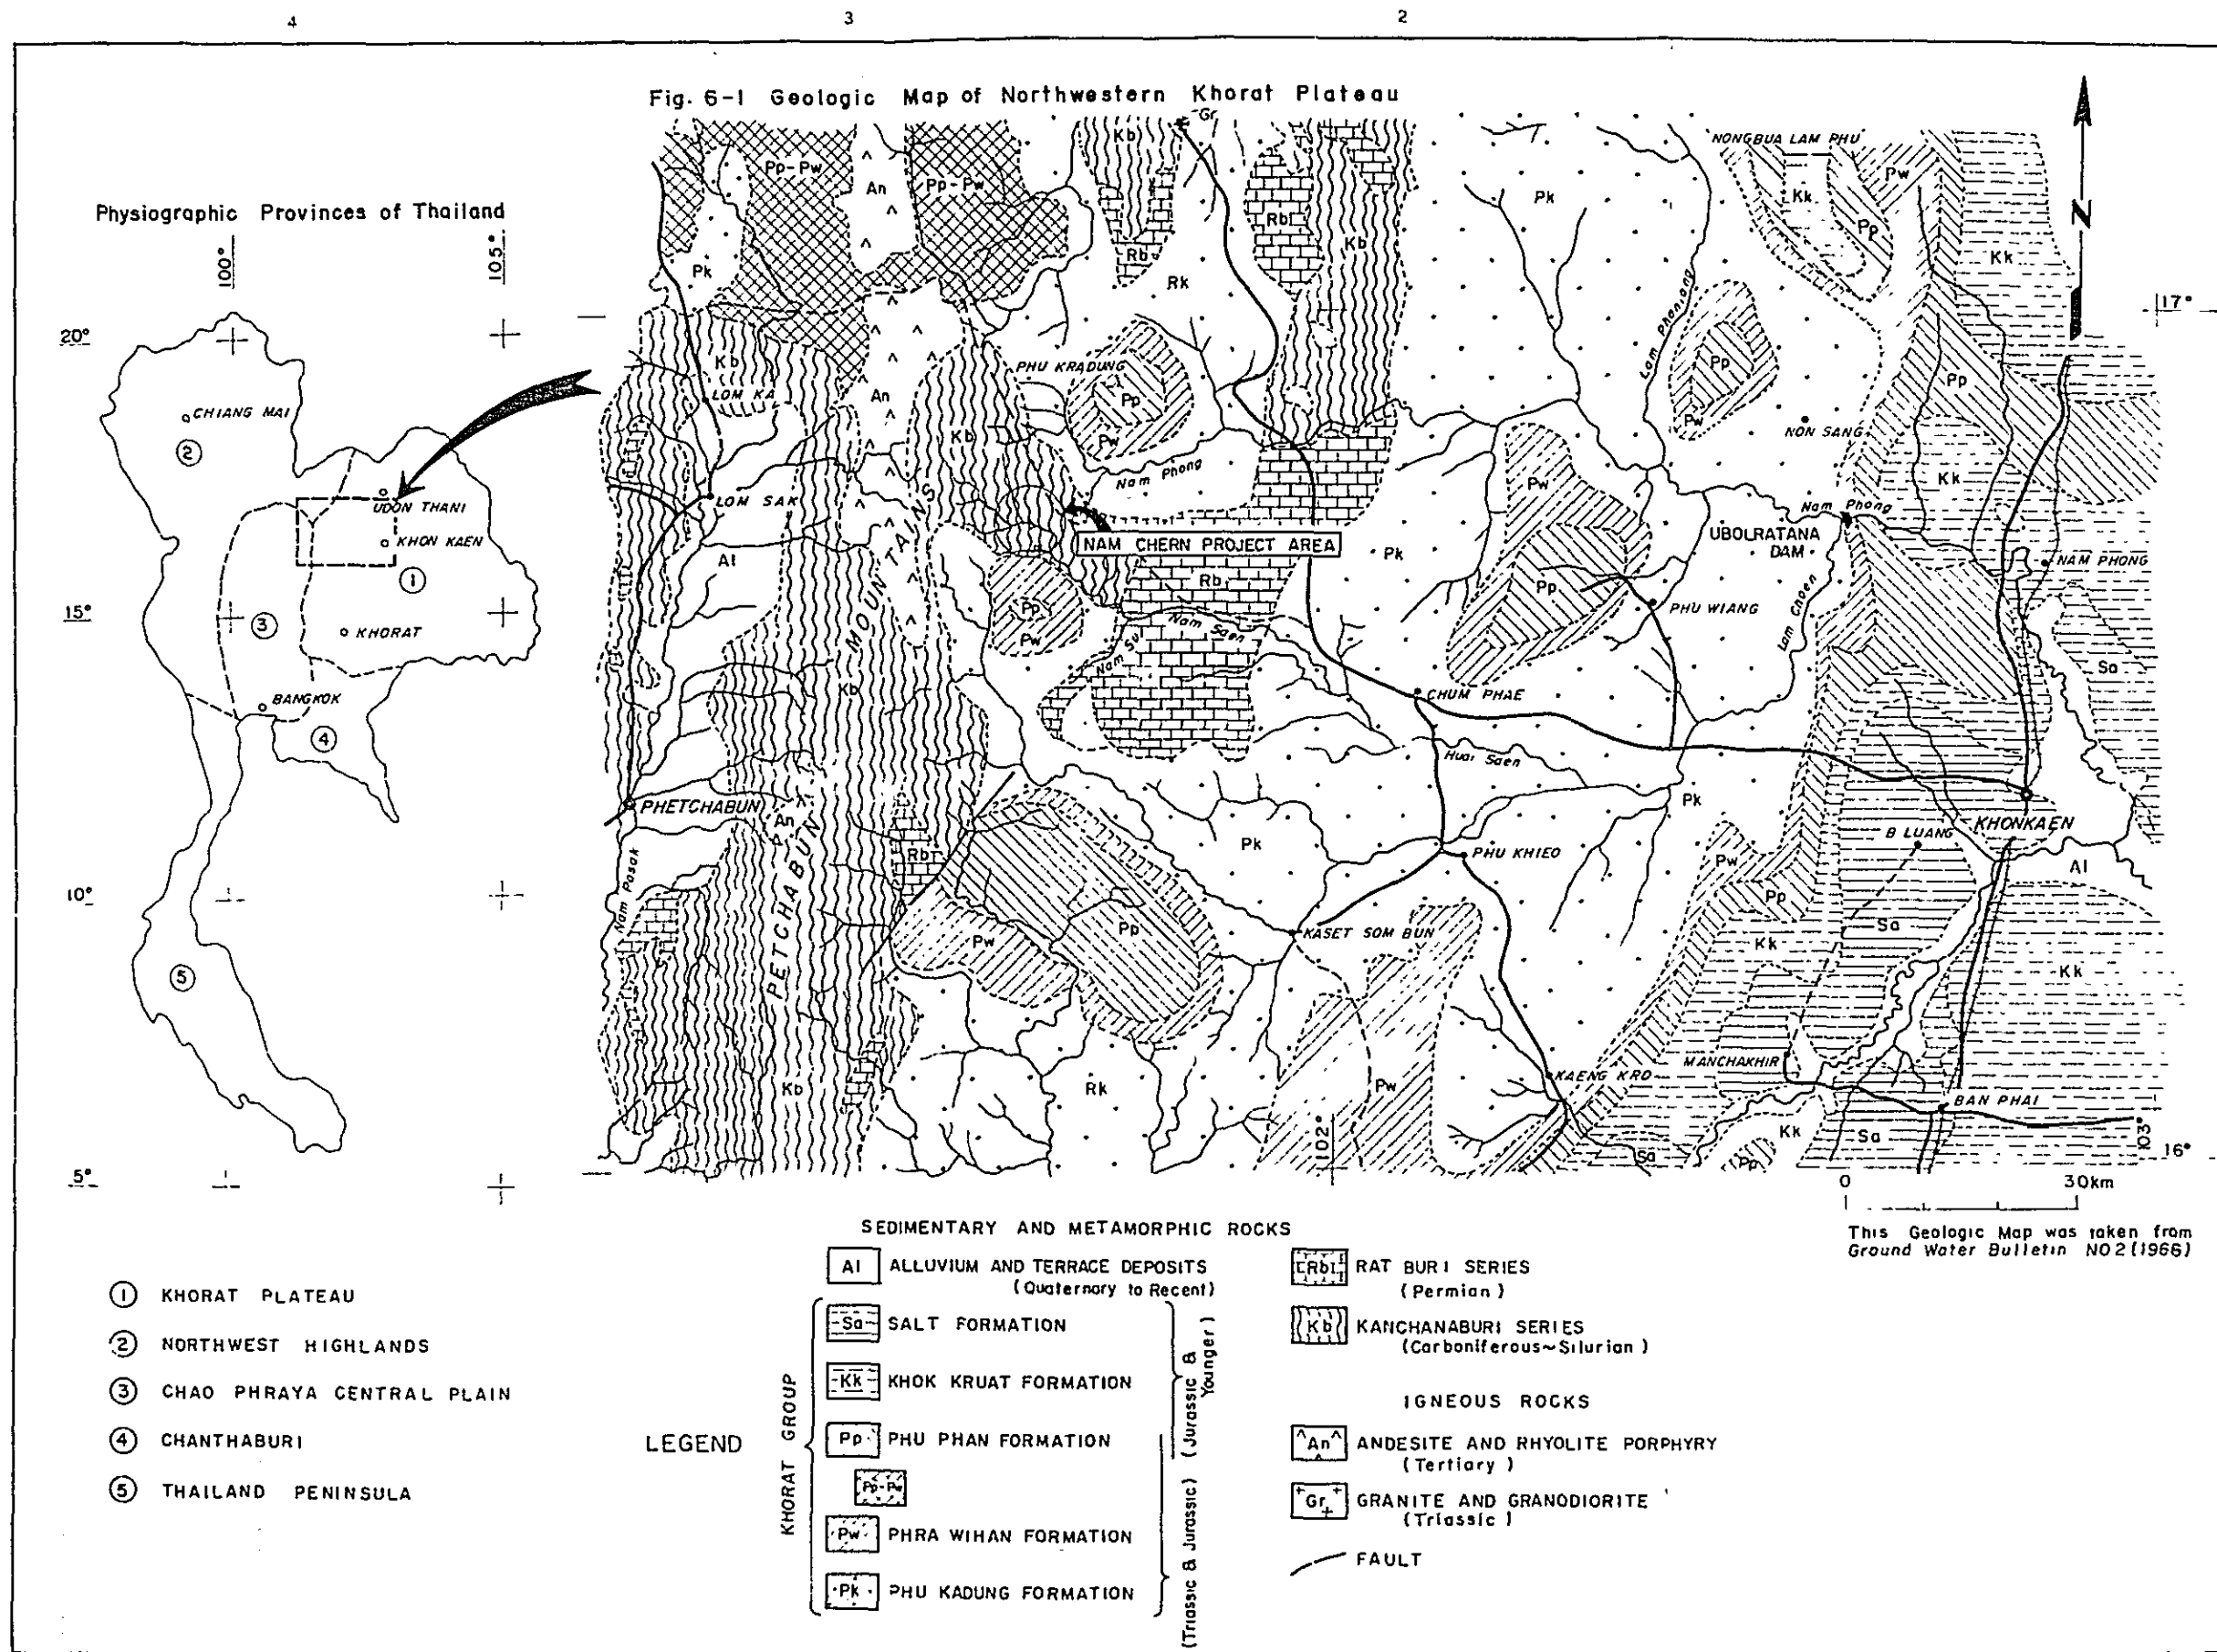 4
3
2
Fig. 6-1 Geologic Map of Northwestern Khorat Plateau
Physiographic Provinces of Thailand
100°
105°
20°
15°
10°
5°
CHIANG MAI
2
UDON THANI
KHON KAEN
1
3
KHORAT
BANGKOK
4
5
Gr
Kb
Pp-Pw
An
Pp-Pw
Pk
Rb
Rk
Rb
Kb
Pk
NONGBUA LAM PHU
Kk
Pw
Pp
Kk
N
17°
Kb
LOM KA
An
Kb
PHU KRADUNG
Pp
Pw
Lam Phaniang
Pp
Pw
NON SANG
Pp
Kk
LOM SAK
Nam Phong
Pw
Nam Phong
UBOLRATANA
DAM
NAM PHONG
Al
NAM CHERN PROJECT AREA
Pk
Rb
Pp
Pw
Pp
PHU WIANG
Lam Choen
Sa
Nam Saen
Nam Su
Kb
CHUM PHAE
Huai Saen
PETCHABUN MOUNTAINS
PHETCHABUN
An
Pk
Pk
KHONKAEN
B LUANG
Rb
PHU KHIEO
Pw
Al
Nam Pasak
Pp
Pw
Pp
KASET SOM BUN
Kk
Sa
Kk
Kb
Rk
Pw
KAENG KRO
MANCHAKHIR
BAN PHAI
Kk
Sa
Sa
Pp
102°
103°
16°
0 30km
This Geologic Map was taken from
Ground Water Bulletin NO2(1966)
1 KHORAT PLATEAU
2 NORTHWEST HIGHLANDS
3 CHAO PHRAYA CENTRAL PLAIN
4 CHANTHABURI
5 THAILAND PENINSULA
LEGEND
SEDIMENTARY AND METAMORPHIC ROCKS
Al ALLUVIUM AND TERRACE DEPOSITS
(Quaternary to Recent)
KHORAT GROUP
Sa SALT FORMATION
Kk KHOK KRUAT FORMATION
Pp PHU PHAN FORMATION
Pp-Pw
Pw PHRA WIHAN FORMATION
Pk PHU KADUNG FORMATION
(Jurassic & Younger)
(Triassic & Jurassic)
Rb RAT BURI SERIES
(Permian)
Kb KANCHANABURI SERIES
(Carboniferous~Silurian)
IGNEOUS ROCKS
An ANDESITE AND RHYOLITE PORPHYRY
(Tertiary)
Gr GRANITE AND GRANODIORITE
(Triassic)
FAULT